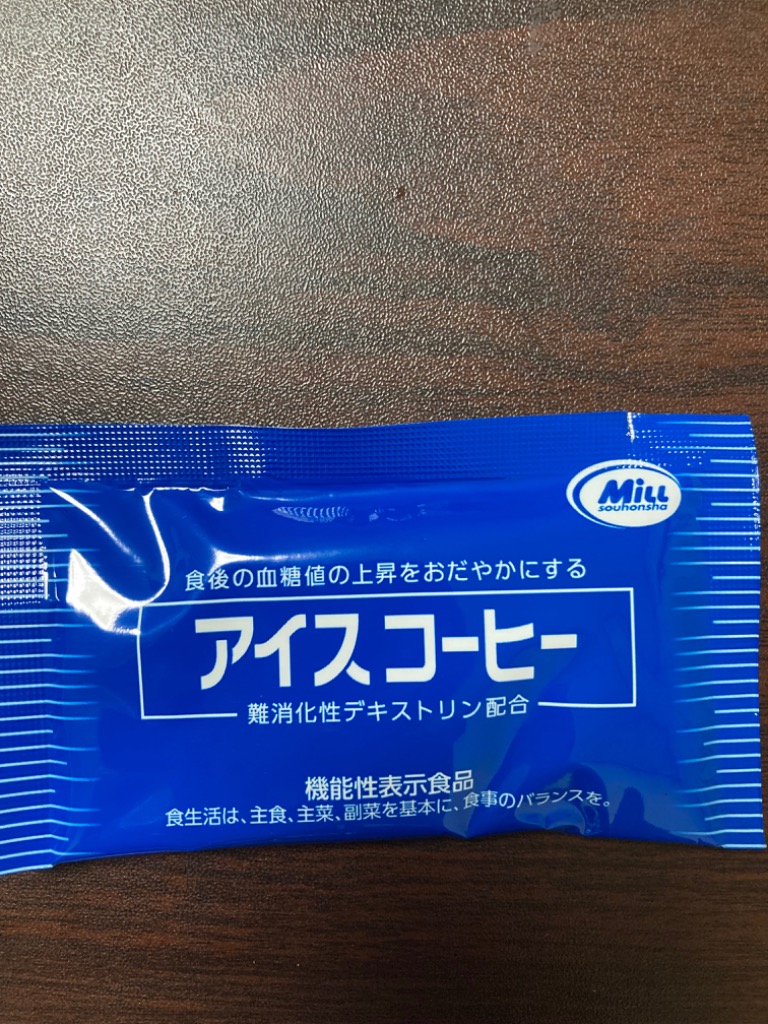 Mill
souhonsha
食後の血糖値の上昇をおだやかにする
アイスコーヒー
難消化性デキストリン配合
機能性表示食品
食生活は、主食、主菜、副菜を基本に、食事のバランスを。